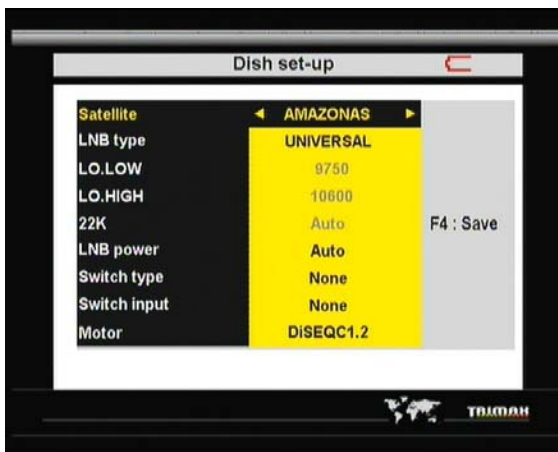 Dish set-up
Satellite AMAZONAS
LNB type UNIVERSAL
LO.LOW 9750
LO.HIGH 10600
22K Auto
F4 : Save
LNB power Auto
Switch type None
Switch input None
Motor DiSEQC1.2
TRIMAX